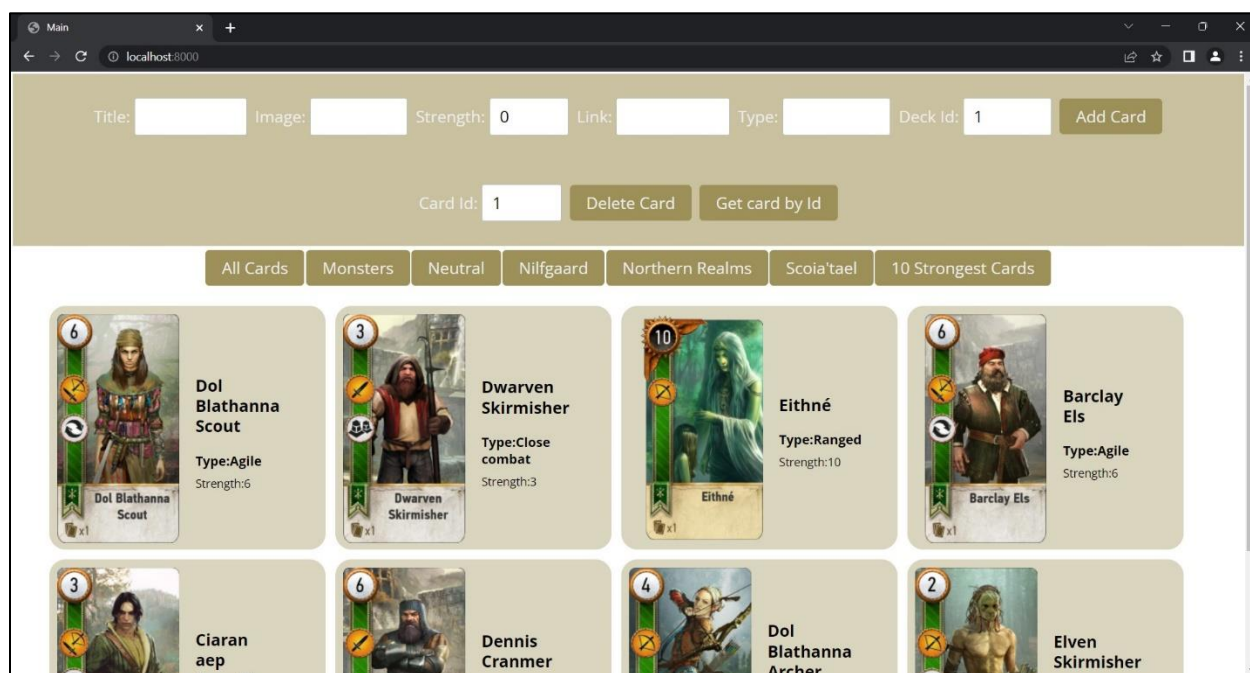 Main
localhost:8000
Title: Image: Strength: 0 Link: Type: Deck Id: 1 Add Card
Card Id: 1 Delete Card Get card by Id
All Cards Monsters Neutral Nilfgaard Northern Realms Scoia'tael 10 Strongest Cards
6
Dol Blathanna
Scout
x1
Dol
Blathanna
Scout
Type:Agile
Strength:6
3
Dwarven
Skirmisher
x1
Dwarven
Skirmisher
Type:Close
combat
Strength:3
10
Eithné
x1
Eithné
Type:Ranged
Strength:10
6
Barclay Els
x1
Barclay
Els
Type:Agile
Strength:6
3
Ciaran
aep
6
Dennis
Cranmer
4
Dol
Blathanna
Archer
2
Elven
Skirmisher